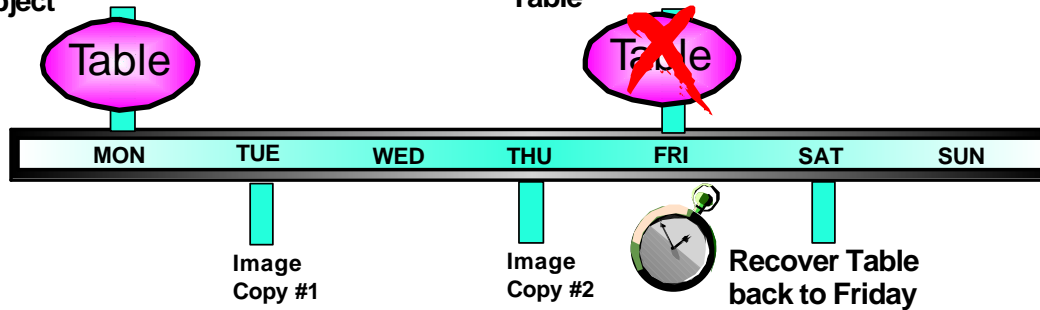 Table
Table
Table
MON TUE WED THU FRI SAT SUN
Image
Copy #1
Image
Copy #2
Recover Table
back to Friday